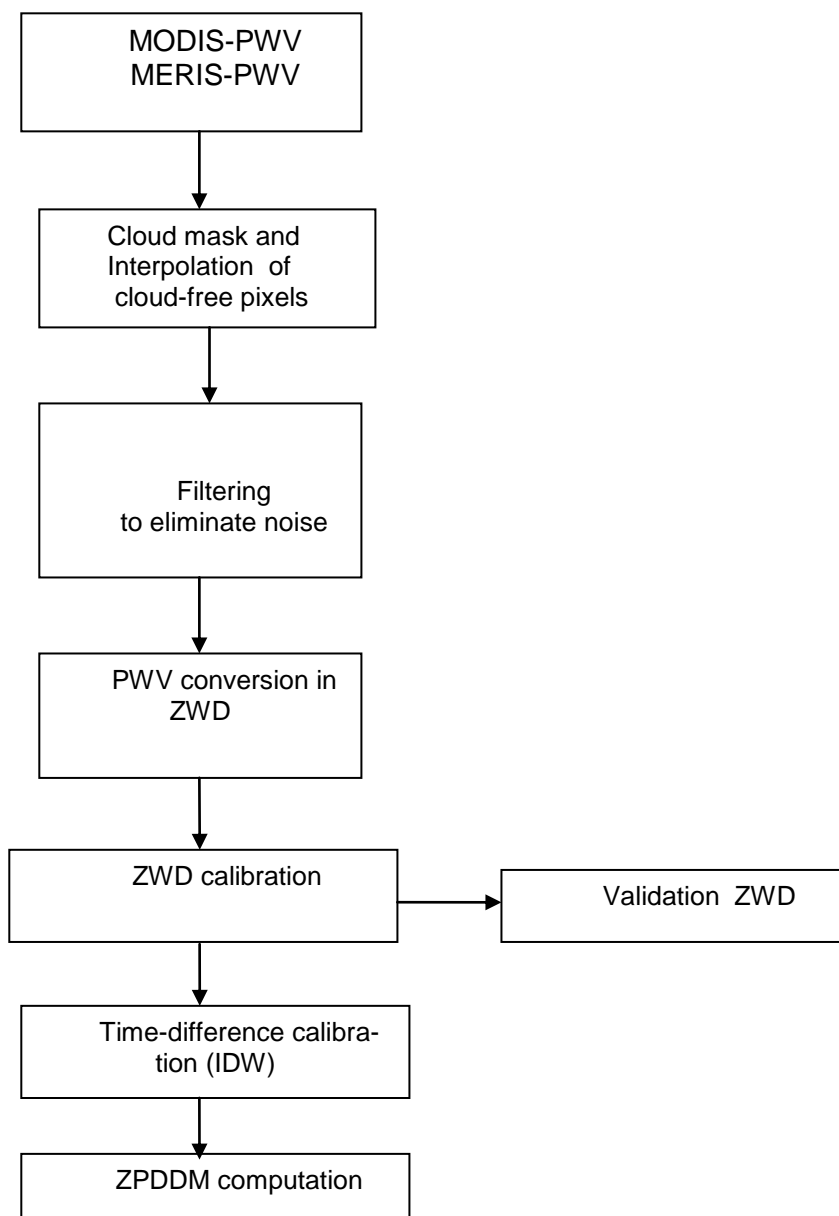 MODIS-PWV
MERIS-PWV
Cloud mask and
Interpolation of
cloud-free pixels
Filtering
to eliminate noise
PWV conversion in
ZWD
ZWD calibration
Validation ZWD
Time-difference calibra-
tion (IDW)
ZPDDM computation